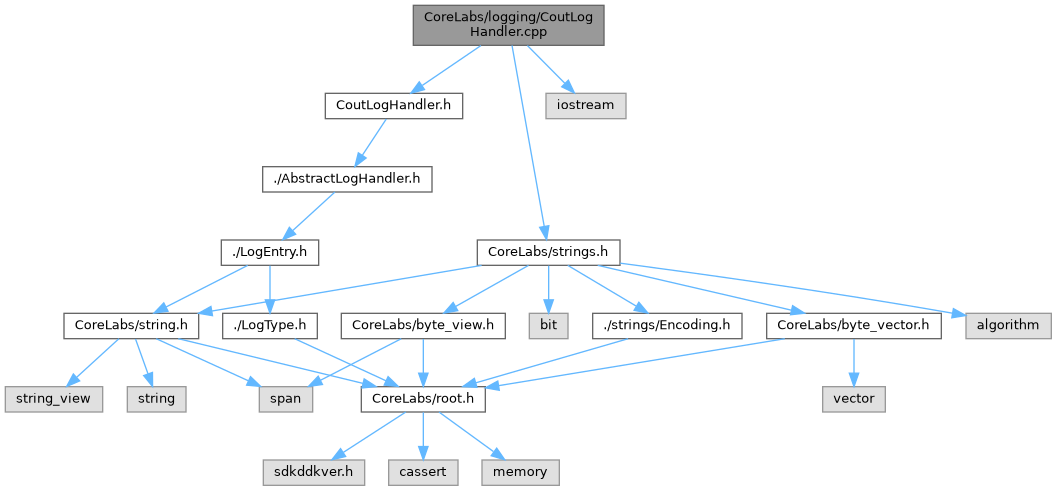 CoreLabs/logging/CoutLog
Handler.cpp
CoutLogHandler.h
iostream
./AbstractLogHandler.h
./LogEntry.h
CoreLabs/strings.h
CoreLabs/string.h
./LogType.h
CoreLabs/byte_view.h
bit
./strings/Encoding.h
CoreLabs/byte_vector.h
algorithm
string_view
string
span
CoreLabs/root.h
vector
sdkddkver.h
cassert
memory